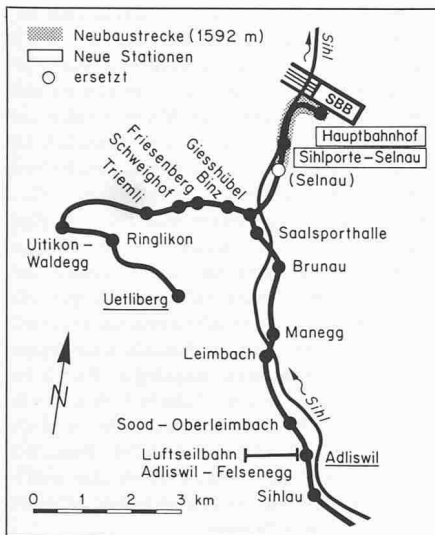 Neubaustrecke (1592 m)
Neue Stationen
ersetzt
Sihl
SBB
Hauptbahnhof
Sihlporte-Selnau
(Selnau)
Giesshübel
Binz
Friesenberg
Schweighof
Triemli
Saalsporthalle
Uitikon-
Waldegg
Ringlikon
Brunau
Uetliberg
Manegg
Leimbach
N
Sihl
Sood-Oberleimbach
Luftseilbahn
Adliswil-Felsenegg
Adliswil
Sihlau
0 1 2 3 km